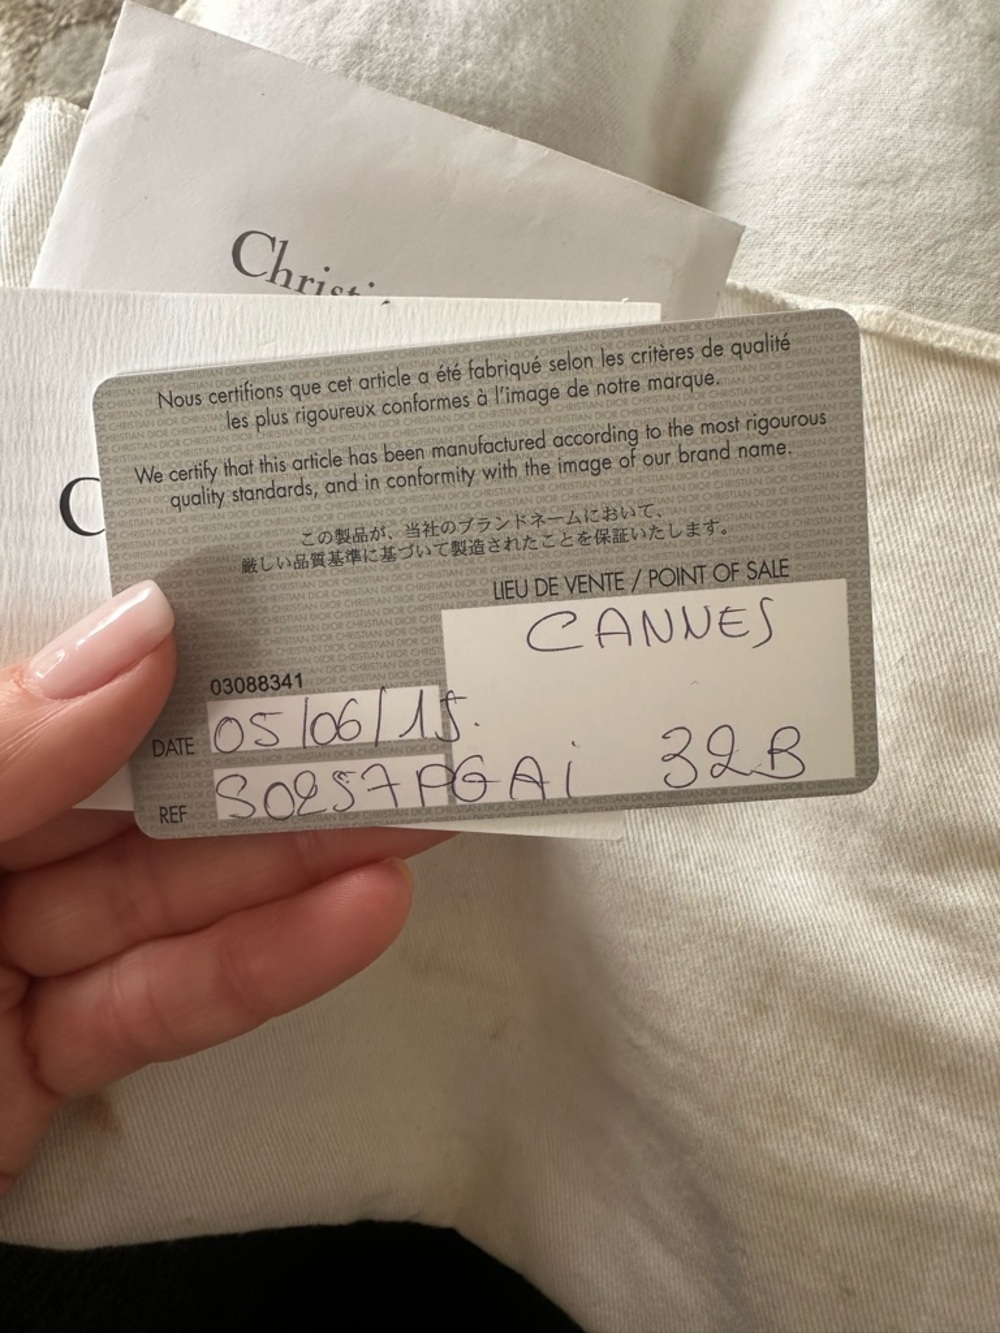 Christi
C
Nous certifions que cet article a été fabriqué selon les critères de qualité
les plus rigoureux conformes à l'image de notre marque.
We certify that this article has been manufactured according to the most rigourous
quality standards, and in conformity with the image of our brand name.
この製品が、当社のブランドネームにおいて、
厳しい品質基準に基づいて製造されたことを保証いたします。
LIEU DE VENTE / POINT OF SALE
CANNES
03088341
DATE 05/06/15.
REF S0257PGAi 32B